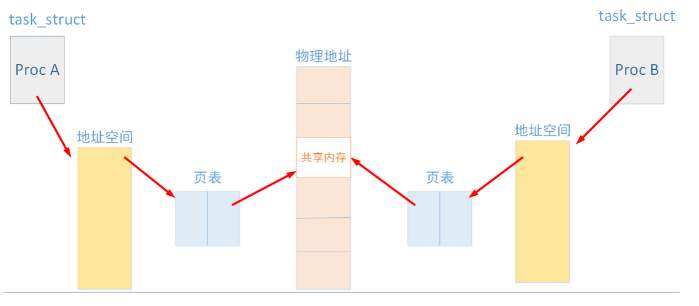 task_struct
task_struct
Proc A
物理地址
Proc B
地址空间
地址空间
共享内存
页表
页表